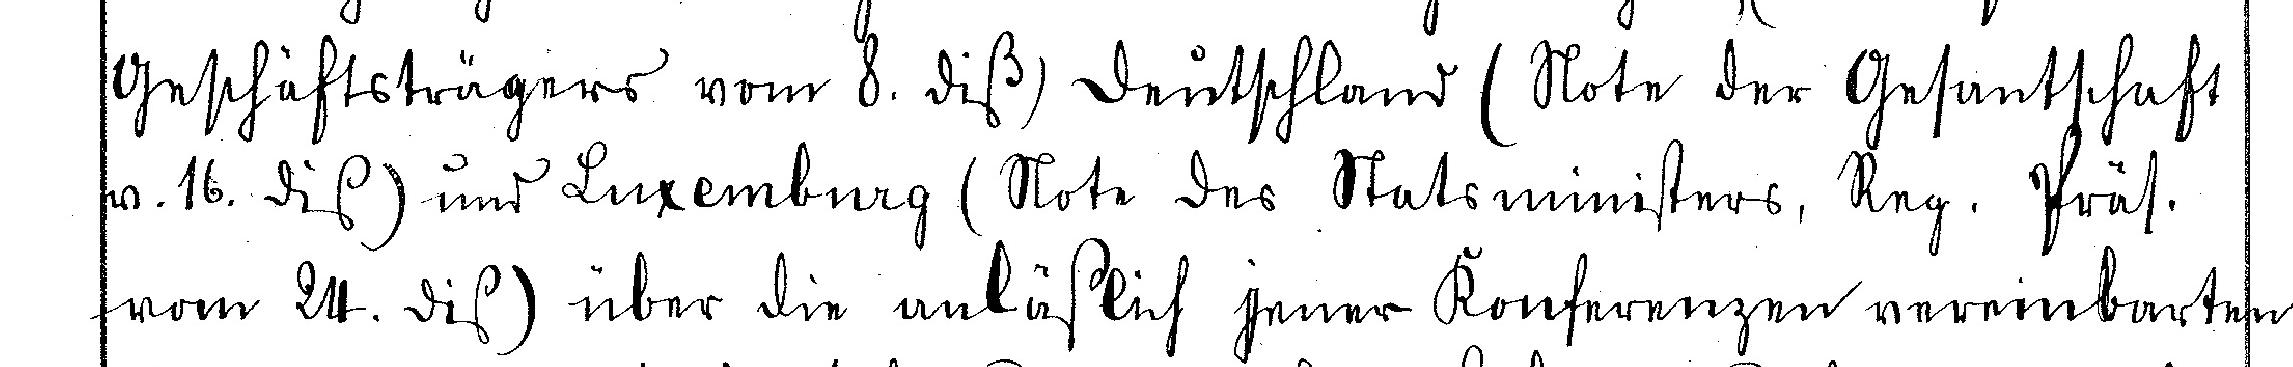 Geschäftsträgers vom 8. diß) Deutschland (Note der Gesantschaft
v. 16. diß) und Luxemburg (Note des Statsministers, Reg. Präs.
vom 24. diß) über die anläßlich jener Konferenzen vereinbarten